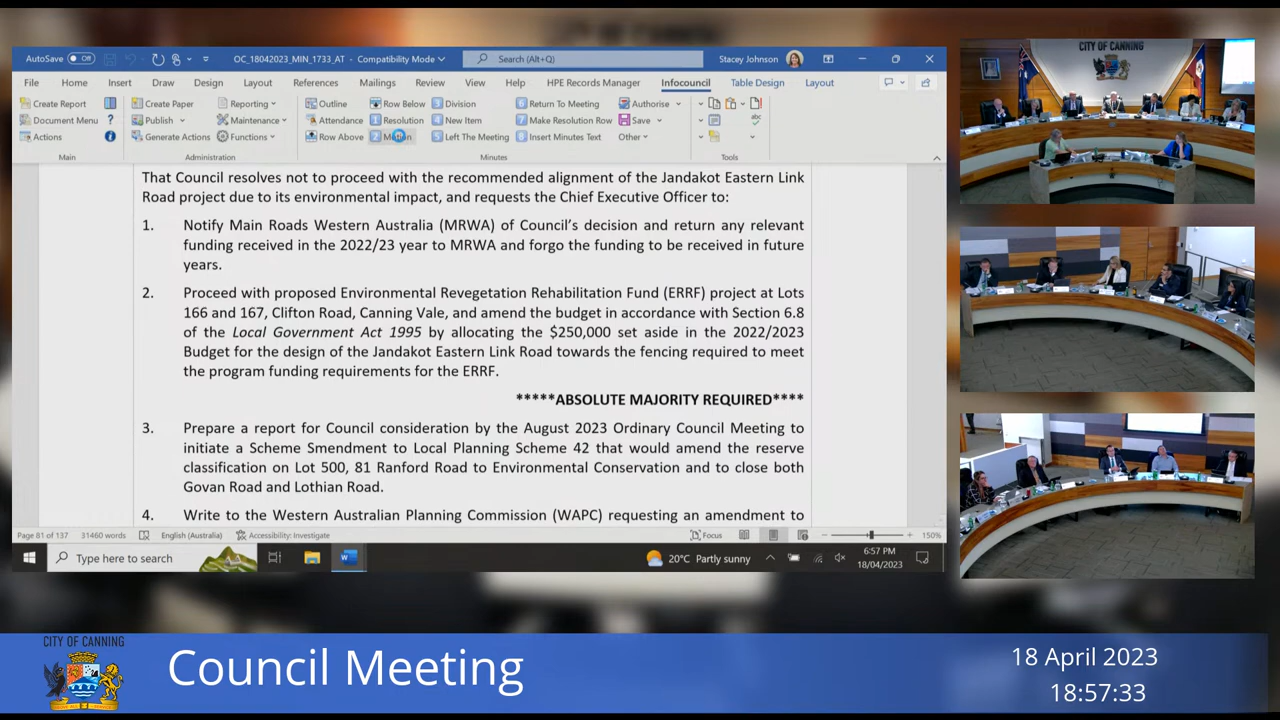 CITY OF CANNING
AutoSave Off OC_18042023_MIN_1733_AT - Compatibility Mode Search (Alt+Q) Stacey Johnson
File Home Insert Draw Design Layout References Mailings Review View Help HPE Records Manager Infocouncil Table Design Layout
Create Report Create Paper Reporting Outline Row Below Division Return To Meeting Authorise
Document Menu ? Publish Maintenance Attendance Resolution New Item Make Resolution Row Save
Actions Generate Actions Functions Row Above Left The Meeting Insert Minutes Text Other
Main Administration Minutes Tools
That Council resolves not to proceed with the recommended alignment of the Jandakot Eastern Link
Road project due to its environmental impact, and requests the Chief Executive Officer to:
1. Notify Main Roads Western Australia (MRWA) of Council's decision and return any relevant
funding received in the 2022/23 year to MRWA and forgo the funding to be received in future
years.
2. Proceed with proposed Environmental Revegetation Rehabilitation Fund (ERRF) project at Lots
166 and 167, Clifton Road, Canning Vale, and amend the budget in accordance with Section 6.8
of the Local Government Act 1995 by allocating the $250,000 set aside in the 2022/2023
Budget for the design of the Jandakot Eastern Link Road towards the fencing required to meet
the program funding requirements for the ERRF.
*****ABSOLUTE MAJORITY REQUIRED****
3. Prepare a report for Council consideration by the August 2023 Ordinary Council Meeting to
initiate a Scheme Smendment to Local Planning Scheme 42 that would amend the reserve
classification on Lot 500, 81 Ranford Road to Environmental Conservation and to close both
Govan Road and Lothian Road.
4. Write to the Western Australian Planning Commission (WAPC) requesting an amendment to
Page 81 of 137 31460 words English (Australia) Accessibility: Investigate Focus 150%
Type here to search 20°C Partly sunny 6:57 PM
18/04/2023
CITY OF CANNING
Council Meeting
18 April 2023
18:57:33